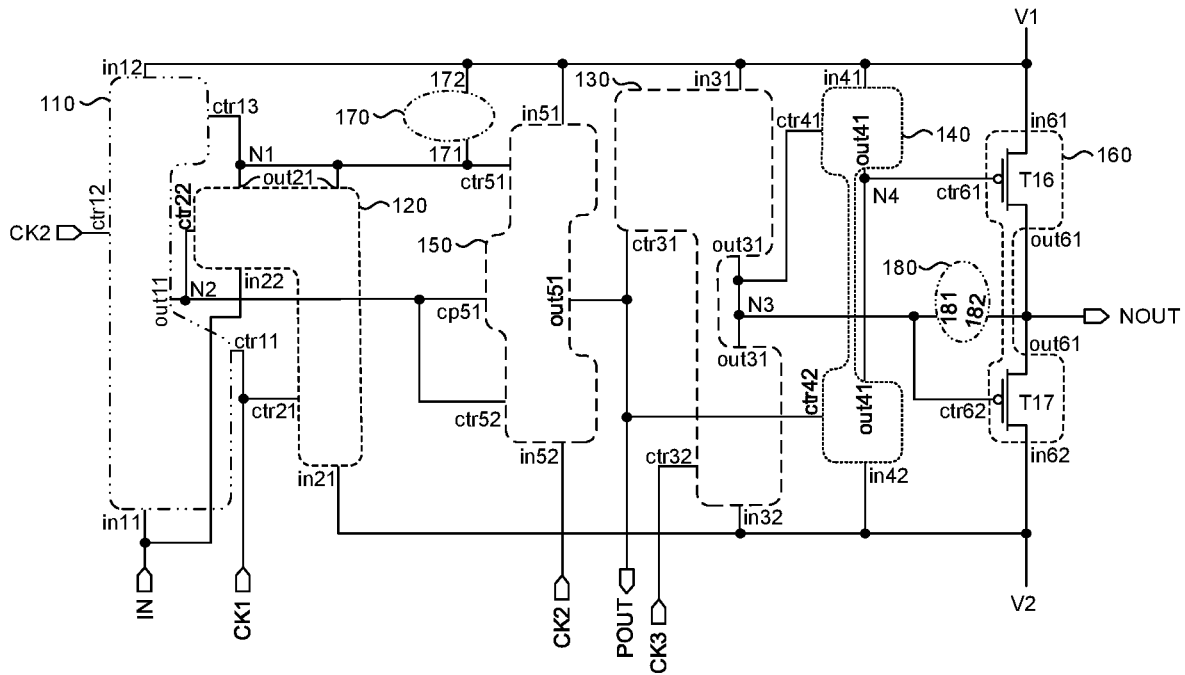 V1
in12
172
130
in31
in41
110
ctr13
170
in51
ctr41
out41
140
in61
160
N1
171
ctr51
T16
out21
ctr12
ctr22
120
N4
ctr61
CK2
150
ctr31
out31
out61
in22
180
out11
N2
cp51
out51
N3
181
182
NOUT
ctr11
out31
out61
ctr21
ctr52
ctr42
out41
ctr62
T17
in21
in52
ctr32
in42
in62
in11
in32
IN
CK1
CK2
POUT
CK3
V2